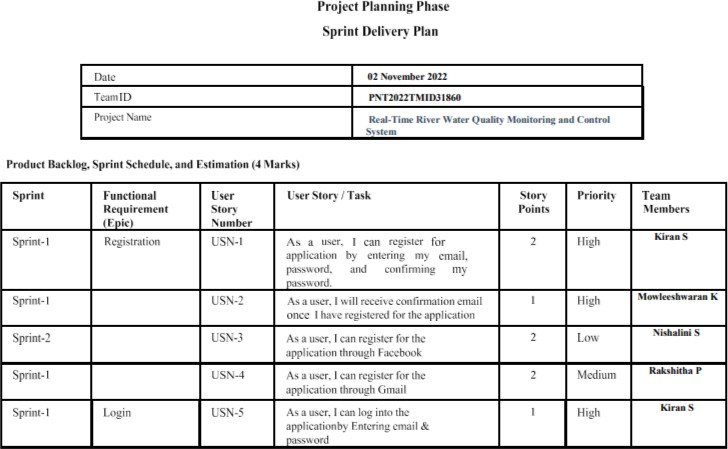 Project Planning Phase
Sprint Delivery Plan
Date 02 November 2022
Team ID PNT2022TMID31860
Project Name Real-Time River Water Quality Monitoring and Control
System
Product Backlog, Sprint Schedule, and Estimation (4 Marks)
Sprint Functional User User Story / Task Story Priority Team
Requirement Story Points Members
(Epic) Number
Sprint-1 Registration USN-1 As a user, I can register for 2 High Kiran S
application by entering my email,
password, and confirming my
password.
Sprint-1 USN-2 As a user, I will receive confirmation email 1 High Mowleeshwaran K
once I have registered for the application
Sprint-2 USN-3 As a user, I can register for the 2 Low Nishalini S
application through Facebook
Sprint-1 USN-4 As a user, I can register for the 2 Medium Rakshitha P
application through Gmail
Sprint-1 Login USN-5 As a user, I can log into the 1 High Kiran S
applicationby Entering email &
password